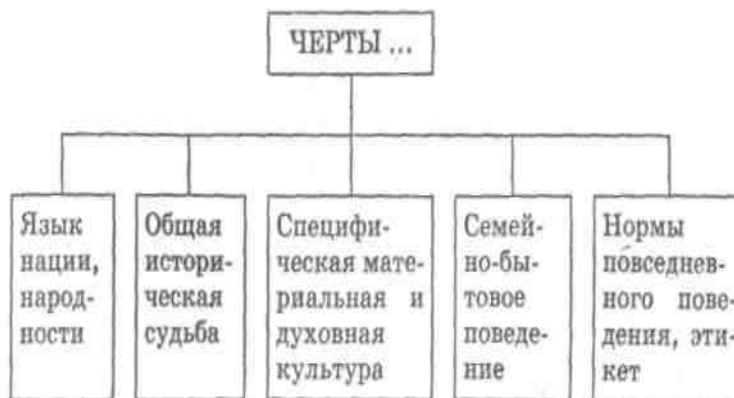 ЧЕРТЫ ...
Язык
нации,
народ-
ности
Общая
истори-
ческая
судьба
Специфи-
ческая мате-
риальная и
духовная
культура
Семей-
но-бы-
товое
поведе-
ние
Нормы
повседнев-
ного пове-
дения, эти-
кет